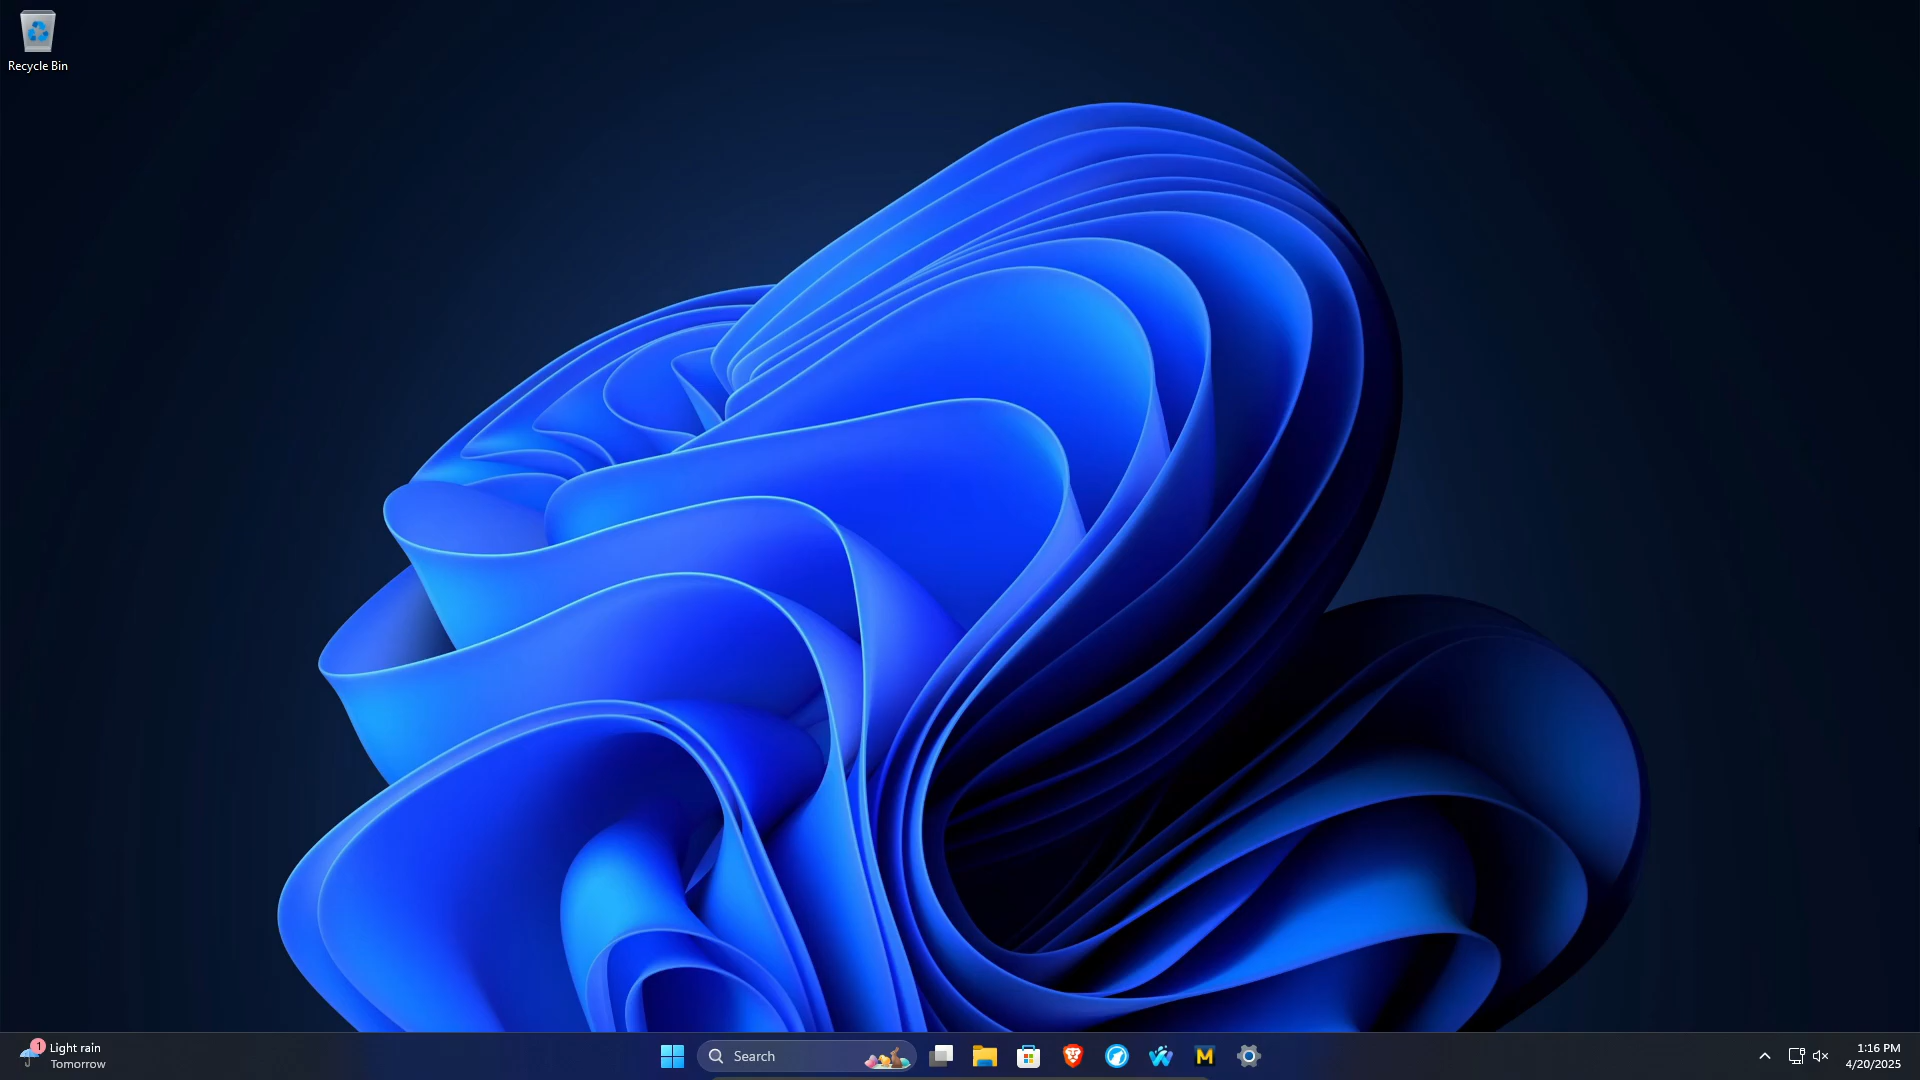 Recycle Bin
1
Light rain
Tomorrow
Search
M
1:16 PM
4/20/2025